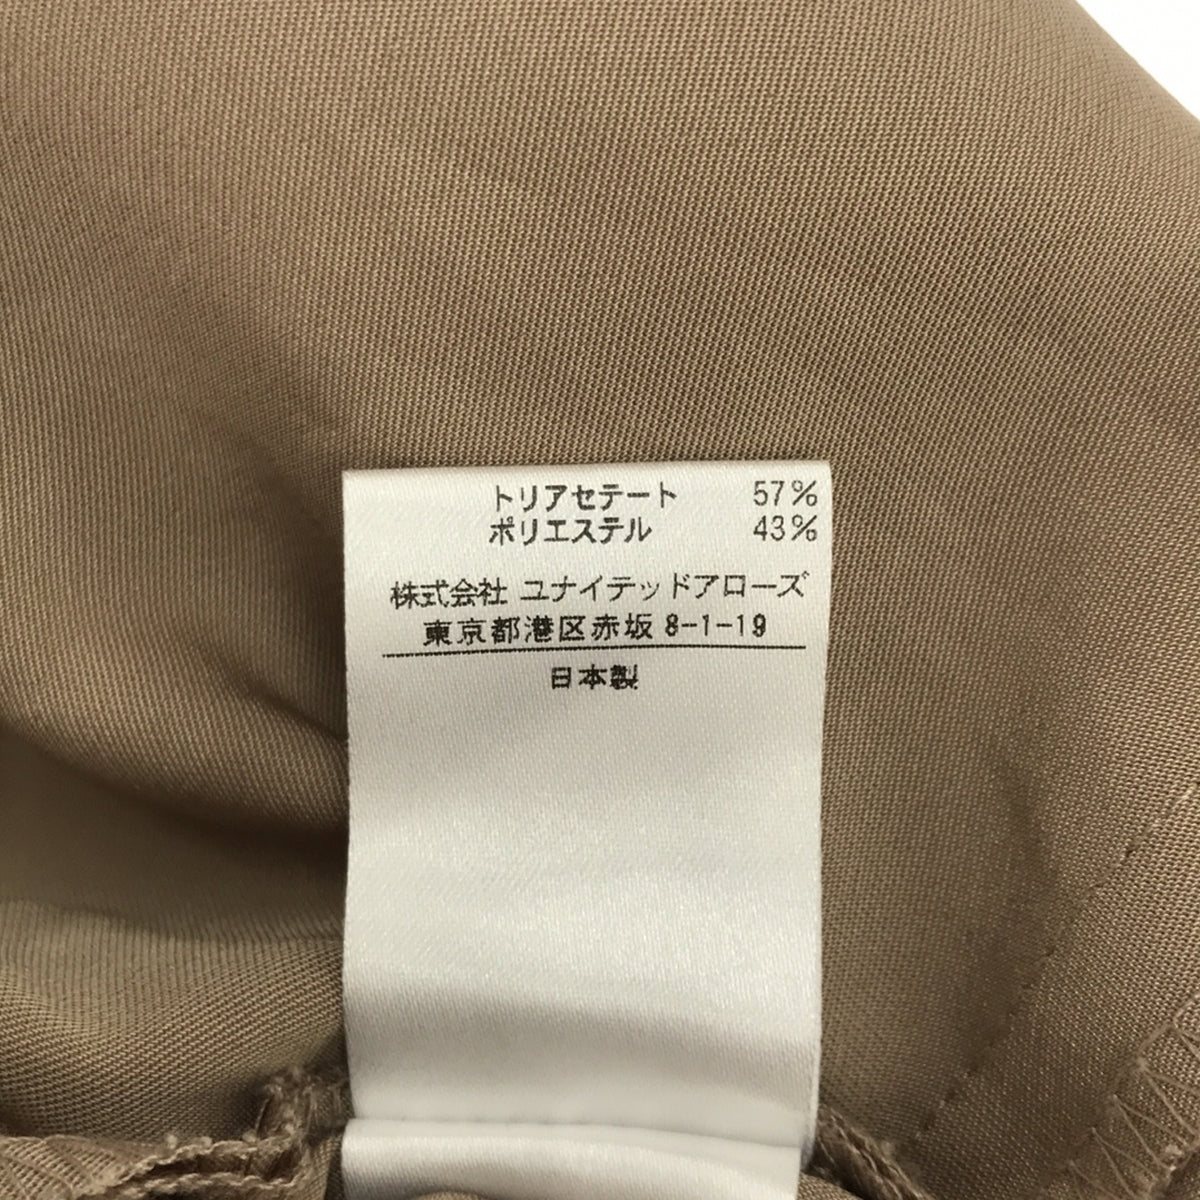 トリアセテート 57%
ポリエステル 43%
株式会社 ユナイテッドアローズ
東京都港区赤坂 8-1-19
日本製